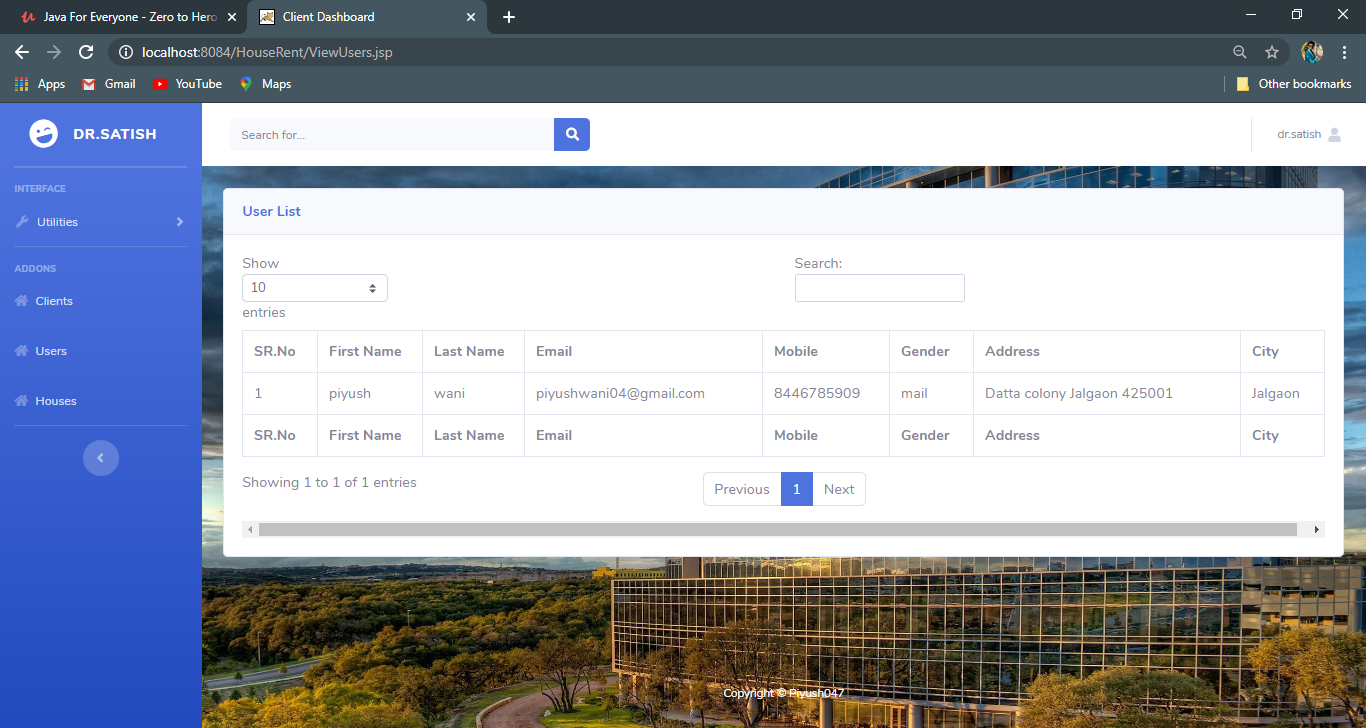 Java For Everyone - Zero to Hero
Client Dashboard
localhost:8084/HouseRent/ViewUsers.jsp
Apps Gmail YouTube Maps Other bookmarks
DR.SATISH
Search for...
dr.satish
INTERFACE
Utilities
ADDONS
Clients
Users
Houses
User List
Show
10
entries
Search:
SR.No First Name Last Name Email Mobile Gender Address City
1 piyush wani piyushwani04@gmail.com 8446785909 mail Datta colony Jalgaon 425001 Jalgaon
SR.No First Name Last Name Email Mobile Gender Address City
Showing 1 to 1 of 1 entries
Previous 1 Next
Copyright © Piyush047